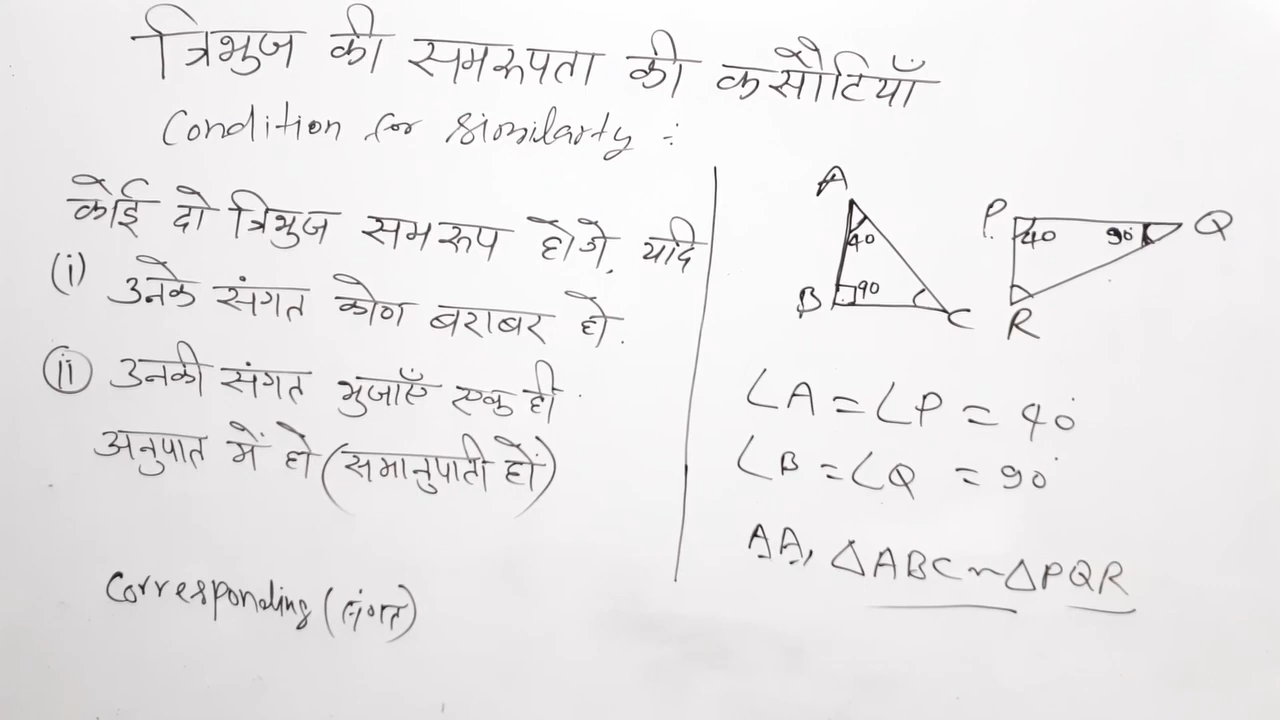 त्रिभुज की समरूपता की कसौटियाँ
Condition for similarty :
कोई दो त्रिभुज समरूप होंगे, यदि
(i) उनके संगत कोण बराबर हो.
(ii) उनकी संगत भुजाएँ एक ही
अनुपात में हो (समानुपाती हों)
Corresponding (संगत)
A
40
B 90 C
P 40 90° Q
R
∠A = ∠P = 40°
∠B = ∠Q = 90°
AA, △ABC ~ △PQR